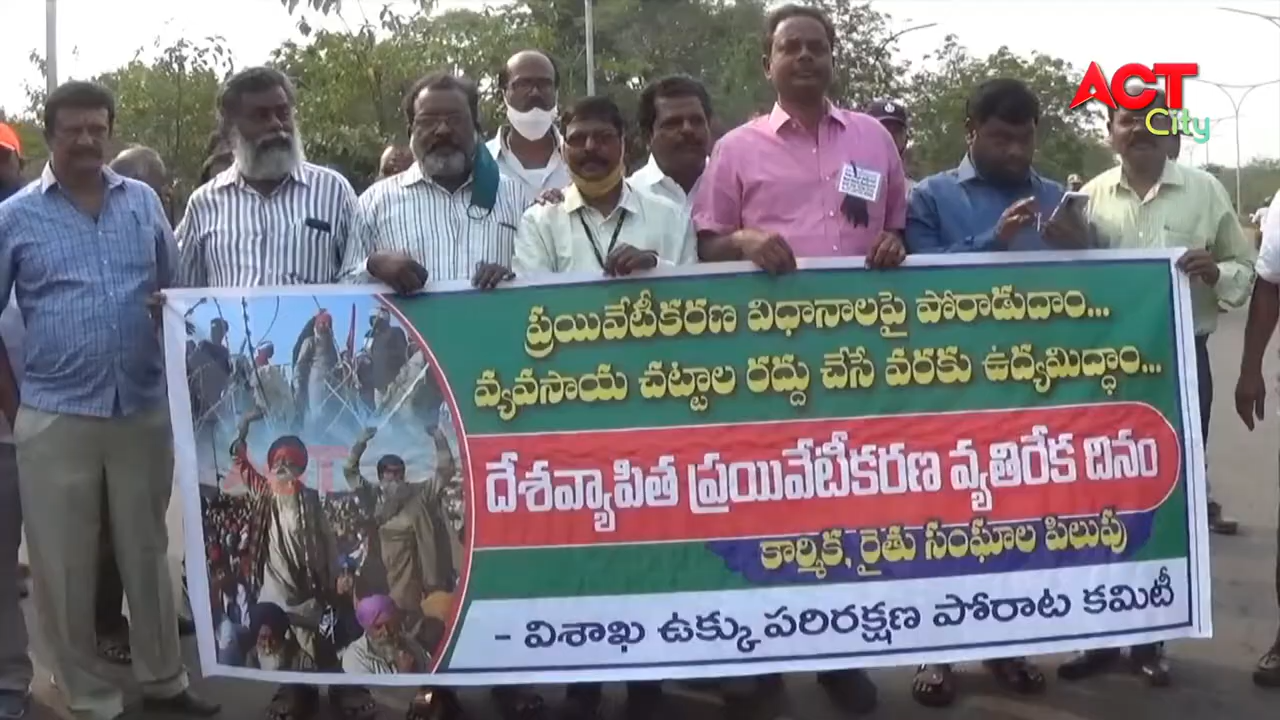 ACT
City
ప్రయివేటీకరణ విధానాలపై పోరాడుదాం...
వ్యవసాయ చట్టాల రద్దు చేసే వరకు ఉద్యమిద్ధాం...
దేశవ్యాపిత ప్రయివేటీకరణ వ్యతిరేక దినం
కార్మిక, రైతు సంఘాల పిలుపు
- విశాఖ ఉక్కు పరిరక్షణ పోరాట కమిటీ
ACT